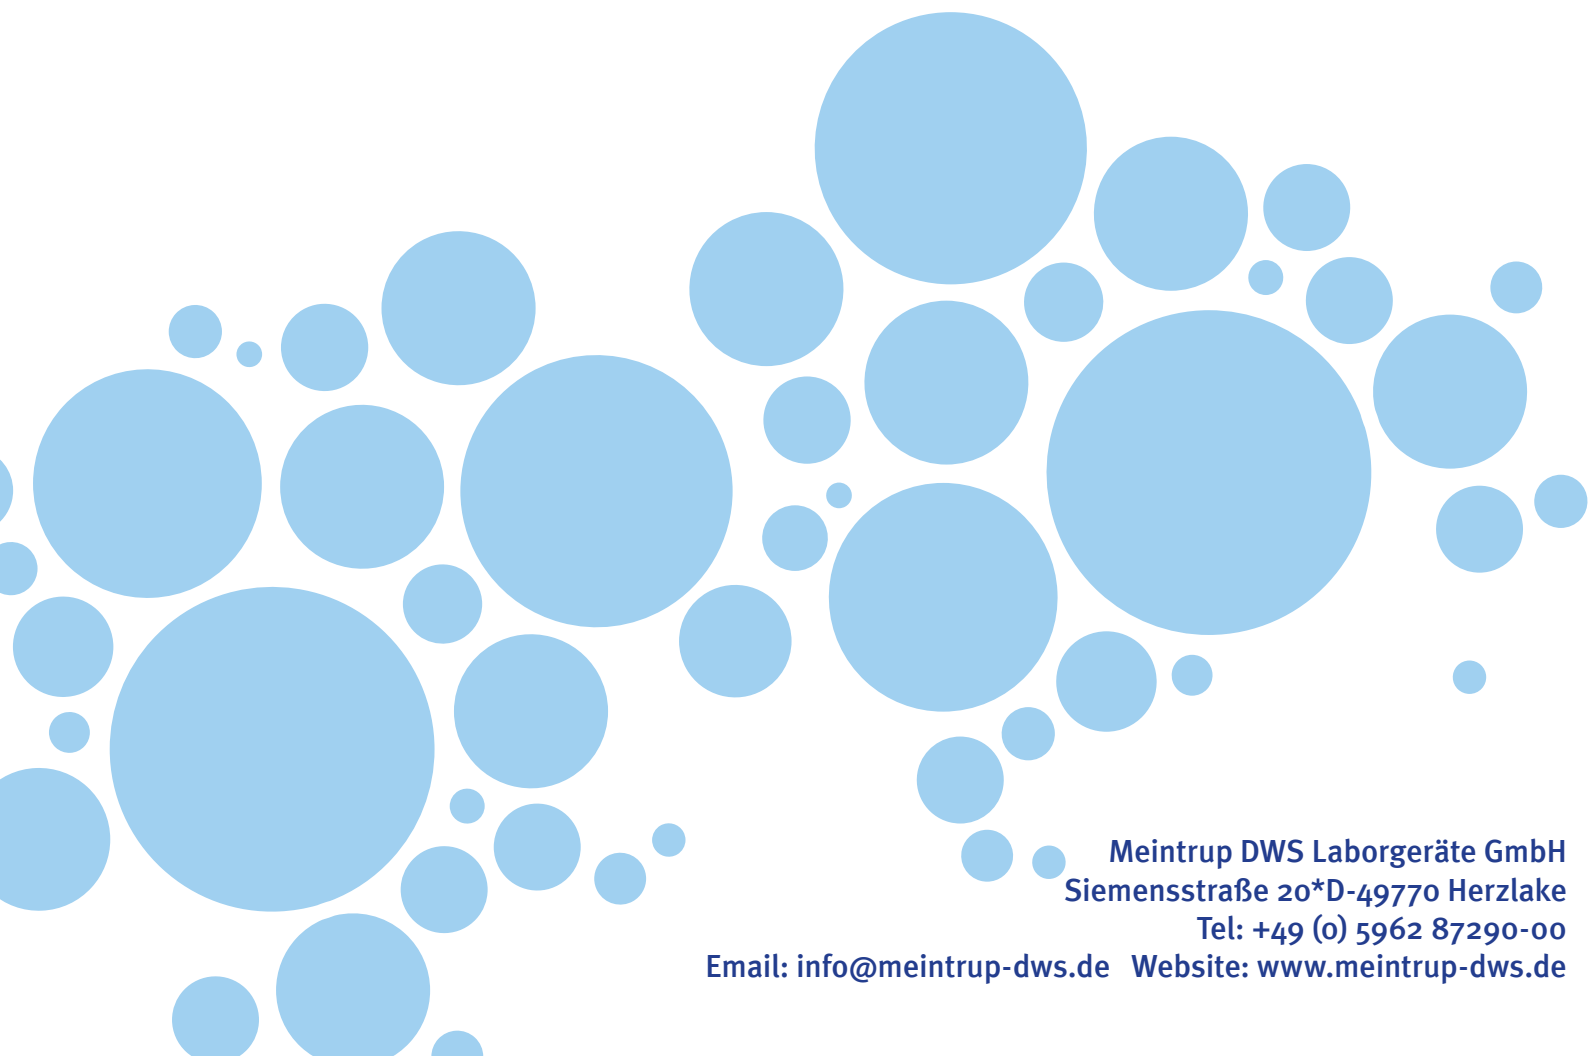 Meintrup DWS Laborgeräte GmbH
Siemensstraße 20*D-49770 Herzlake
Tel: +49 (0) 5962 87290-00
Email: info@meintrup-dws.de Website: www.meintrup-dws.de